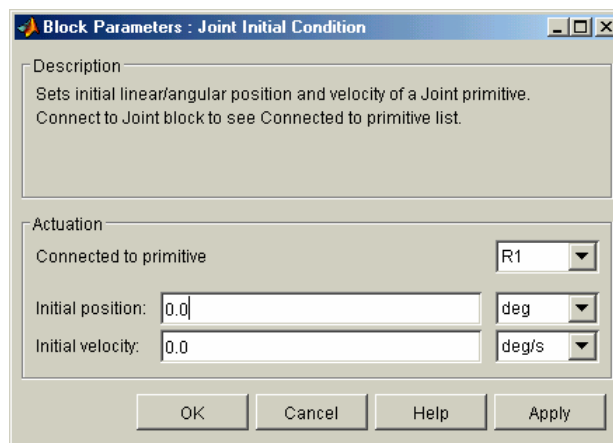 Block Parameters : Joint Initial Condition
Description
Sets initial linear/angular position and velocity of a Joint primitive.
Connect to Joint block to see Connected to primitive list.
Actuation
Connected to primitive R1
Initial position: 0.0 deg
Initial velocity: 0.0 deg/s
OK Cancel Help Apply